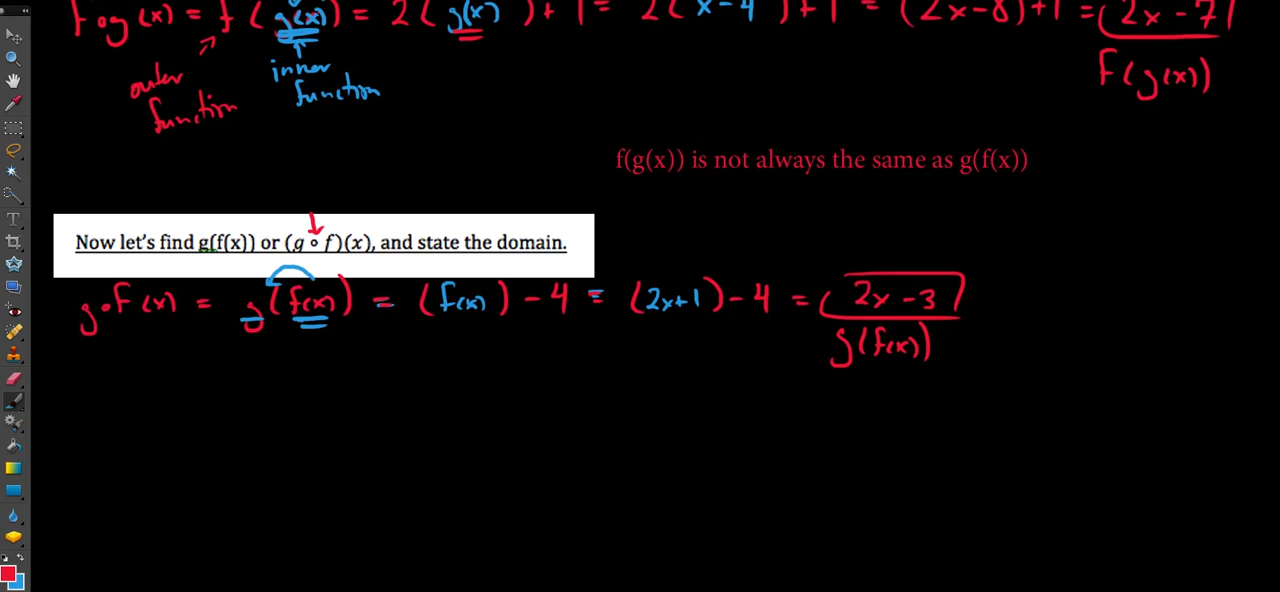 fog(x) = f(g(x)) = 2(g(x))+1 = 2(x-4)+1 = (2x-8)+1 = 2x-7
outer function
inner function
f(g(x))
f(g(x)) is not always the same as g(f(x))
Now let's find g(f(x)) or (g ∘ f)(x), and state the domain.
g∘f(x) = g(f(x)) = (f(x))-4 = (2x+1)-4 = 2x-3
g(f(x))